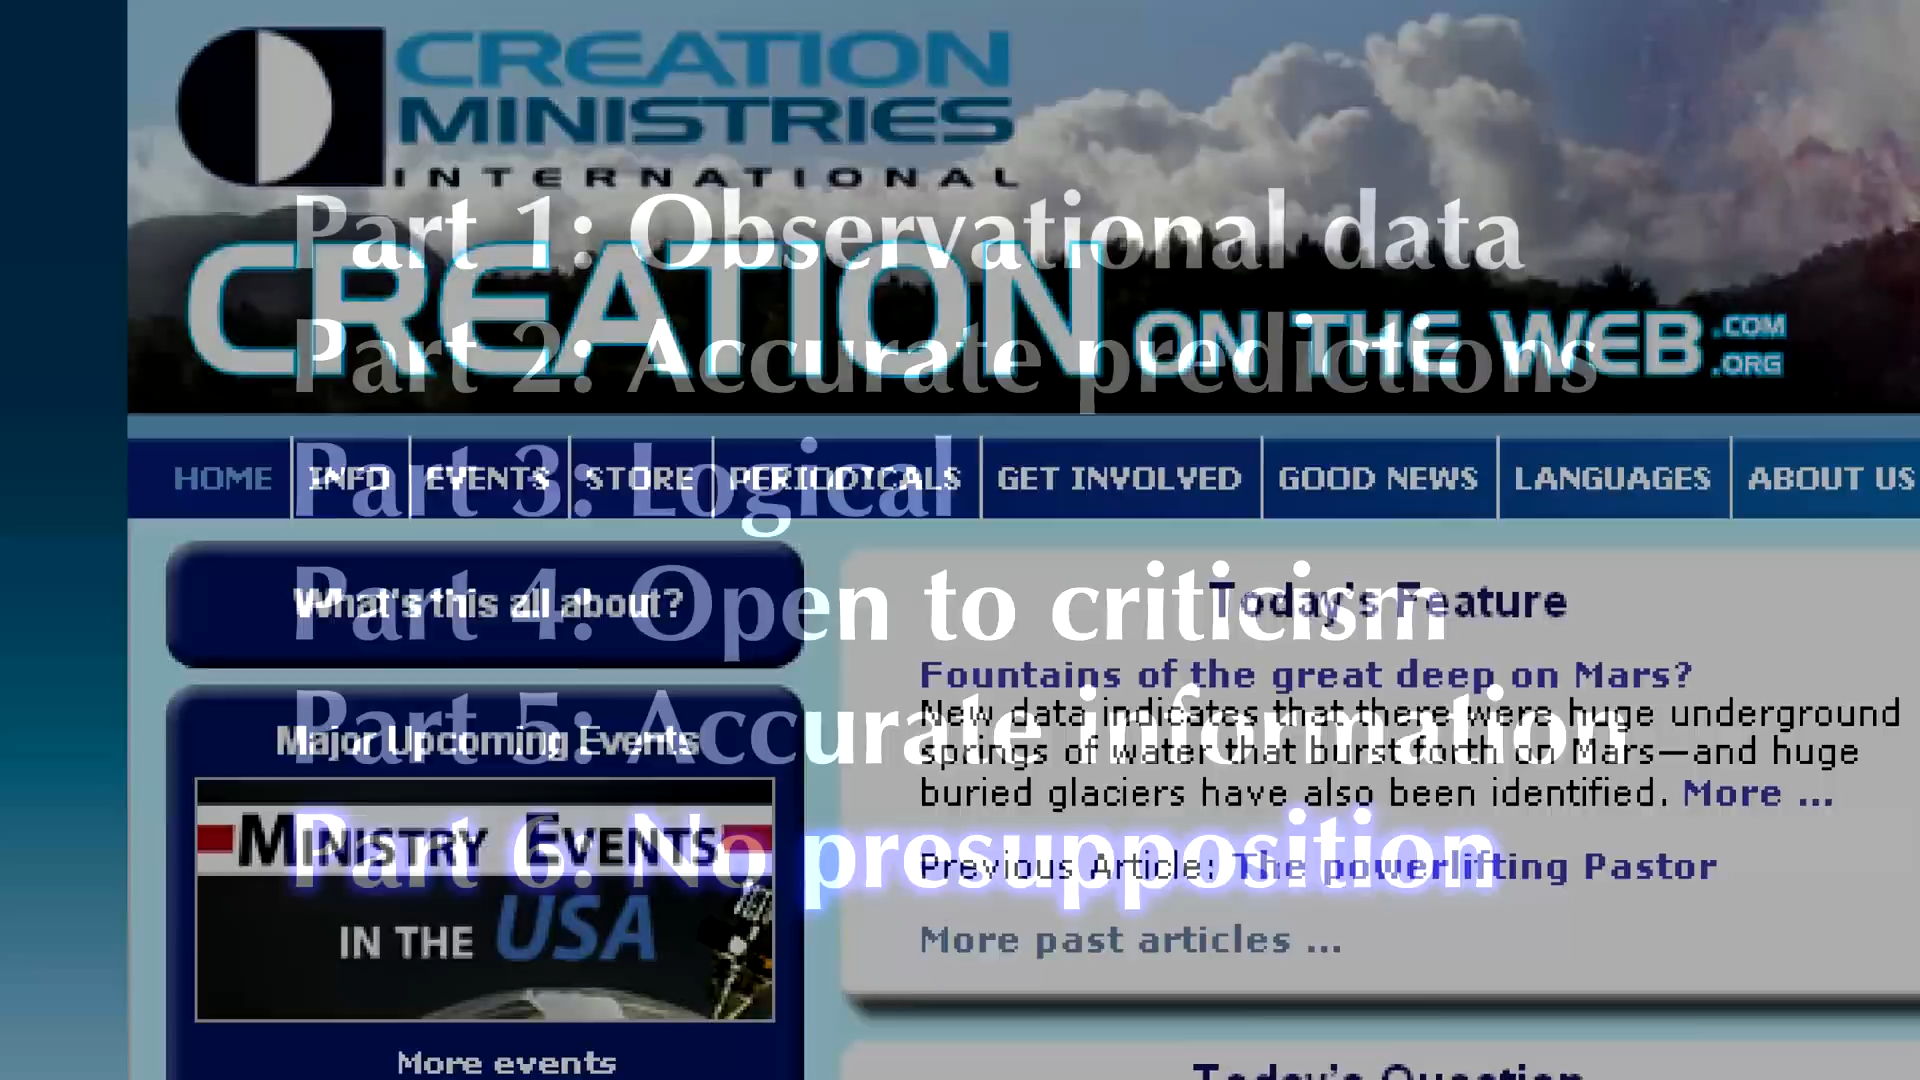 CREATION
MINISTRIES
INTERNATIONAL
Part 1: Observational data
CREATION ON THE WEB .COM .ORG
Part 2: Accurate predictions
Part 3: Logical
HOME INFO EVENTS STORE PERIODICALS GET INVOLVED GOOD NEWS LANGUAGES ABOUT US
What's this all about?
Part 4: Open to criticism
Today's Feature
Fountains of the great deep on Mars?
New data indicates that there were huge underground
springs of water that burst forth on Mars—and huge
buried glaciers have also been identified. More ...
Part 5: Accurate information
Major Upcoming Events
MINISTRY EVENTS
IN THE USA
Part 6: No presupposition
Previous Article: The powerlifting Pastor
More past articles ...
More events
Today's Question